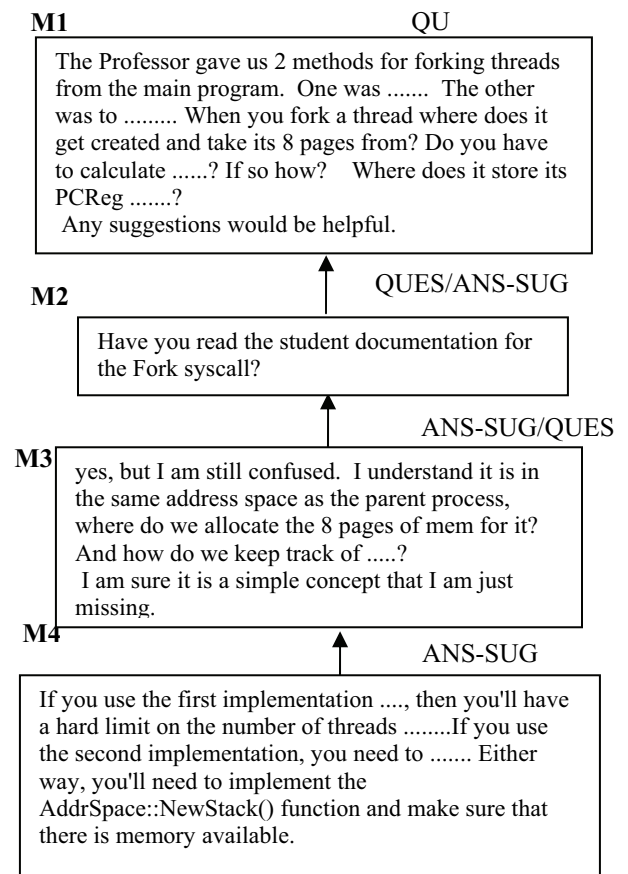 M1 QU
The Professor gave us 2 methods for forking threads
from the main program. One was ....... The other
was to ......... When you fork a thread where does it
get created and take its 8 pages from? Do you have
to calculate ......? If so how? Where does it store its
PCReg .......?
Any suggestions would be helpful.
QUES/ANS-SUG
M2
Have you read the student documentation for
the Fork syscall?
ANS-SUG/QUES
M3
yes, but I am still confused. I understand it is in
the same address space as the parent process,
where do we allocate the 8 pages of mem for it?
And how do we keep track of .....?
I am sure it is a simple concept that I am just
missing.
M4
ANS-SUG
If you use the first implementation ...., then you'll have
a hard limit on the number of threads ........If you use
the second implementation, you need to ....... Either
way, you'll need to implement the
AddrSpace::NewStack() function and make sure that
there is memory available.